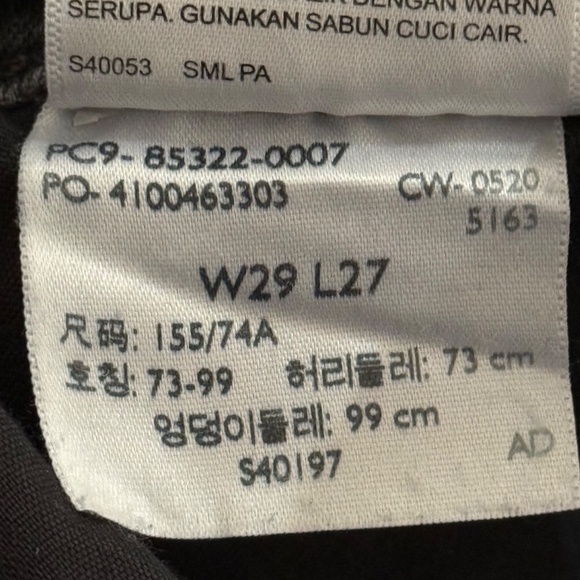 DENGAN WARNA
SERUPA. GUNAKAN SABUN CUCI CAIR.
S40053 SML PA
PC9- 85322-0007
PO- 4100463303 CW- 0520
5163
W29 L27
尺码: 155/74A
호칭: 73-99 허리둘레: 73 cm
엉덩이둘레: 99 cm
S40197 AD